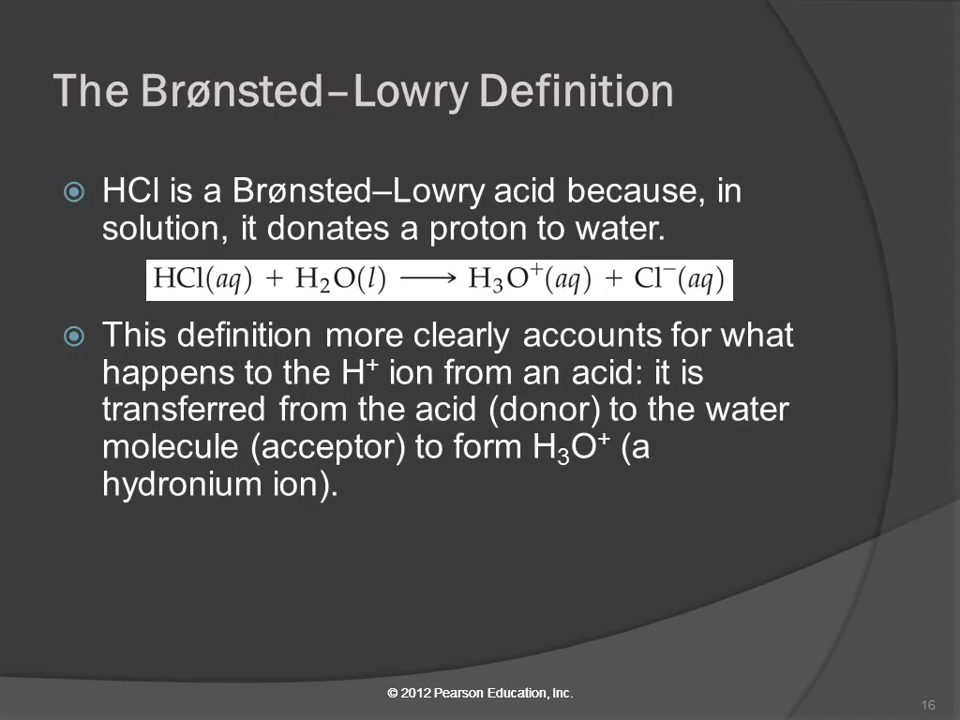 The Brønsted–Lowry Definition
HCl is a Brønsted–Lowry acid because, in
solution, it donates a proton to water.
HCl(aq) + H₂O(l) ⟶ H₃O⁺(aq) + Cl⁻(aq)
This definition more clearly accounts for what
happens to the H⁺ ion from an acid: it is
transferred from the acid (donor) to the water
molecule (acceptor) to form H₃O⁺ (a
hydronium ion).
© 2012 Pearson Education, Inc.
16